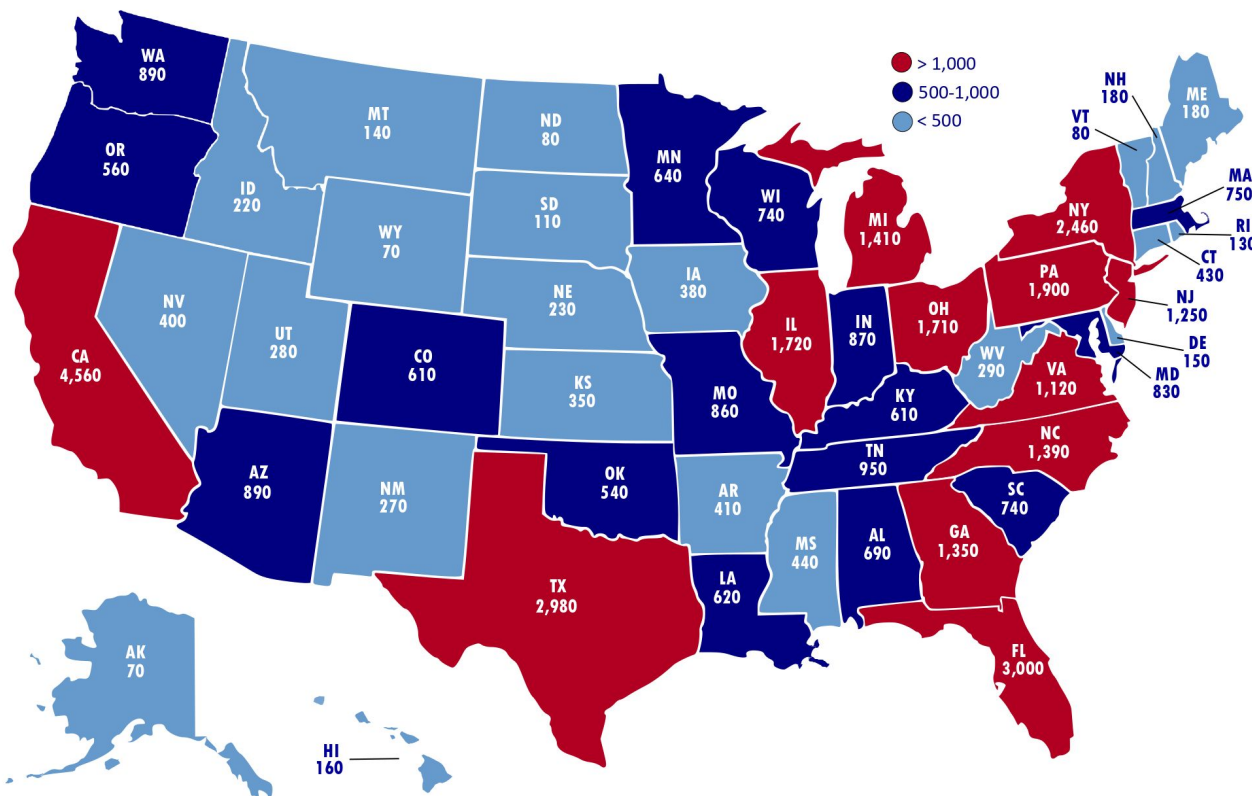 > 1,000
500-1,000
< 500
WA
890
OR
560
CA
4,560
ID
220
NV
400
MT
140
WY
70
UT
280
AZ
890
CO
610
NM
270
ND
80
SD
110
NE
230
KS
350
OK
540
TX
2,980
MN
640
IA
380
MO
860
AR
410
LA
620
WI
740
IL
1,720
MS
440
MI
1,410
IN
870
KY
610
TN
950
AL
690
OH
1,710
WV
290
VA
1,120
NC
1,390
SC
740
GA
1,350
FL
3,000
PA
1,900
NY
2,460
VT
80
NH
180
ME
180
MA
750
RI
130
CT
430
NJ
1,250
DE
150
MD
830
AK
70
HI
160